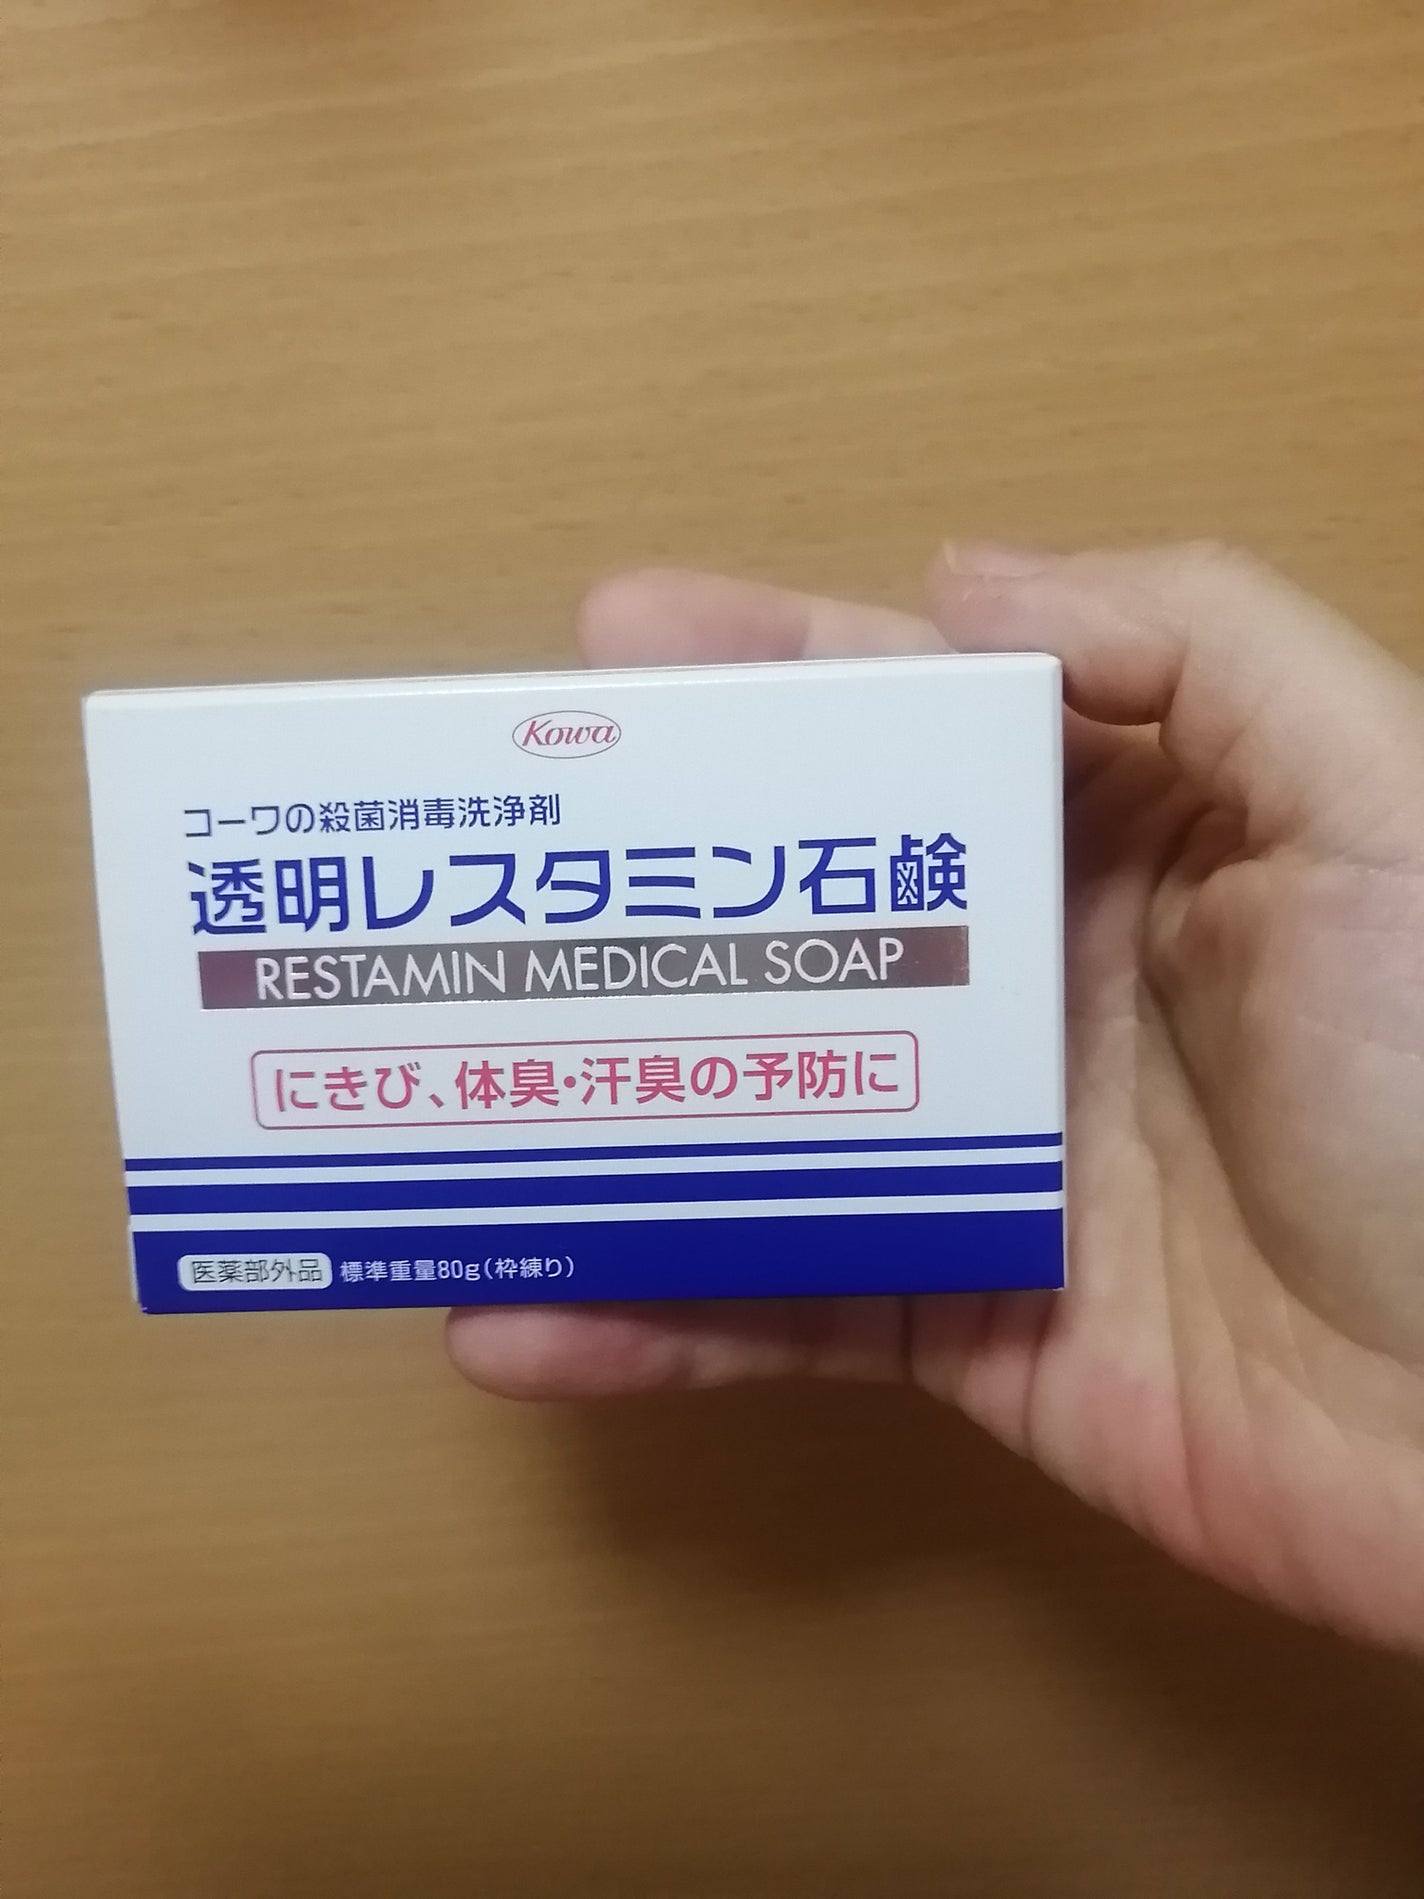 Kowa
コーワの殺菌消毒洗浄剤
透明レスタミン石鹸
RESTAMIN MEDICAL SOAP
にきび、体臭・汗臭の予防に
医薬部外品 標準重量80g(枠練り)